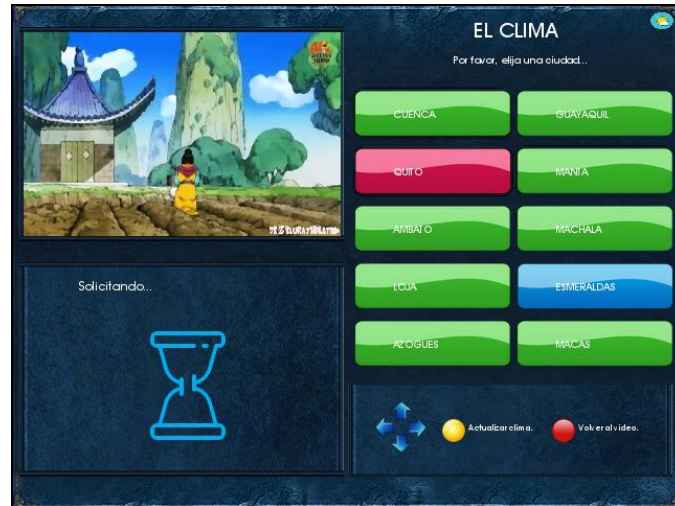 EL CLIMA
Por favor, elija una ciudad...
CUENCA
GUAYAQUIL
QUITO
MANTA
AMBATO
MACHALA
Solicitando...
LOJA
ESMERALDAS
AZOGUES
MACAS
Actualizar clima.
Volver al video.